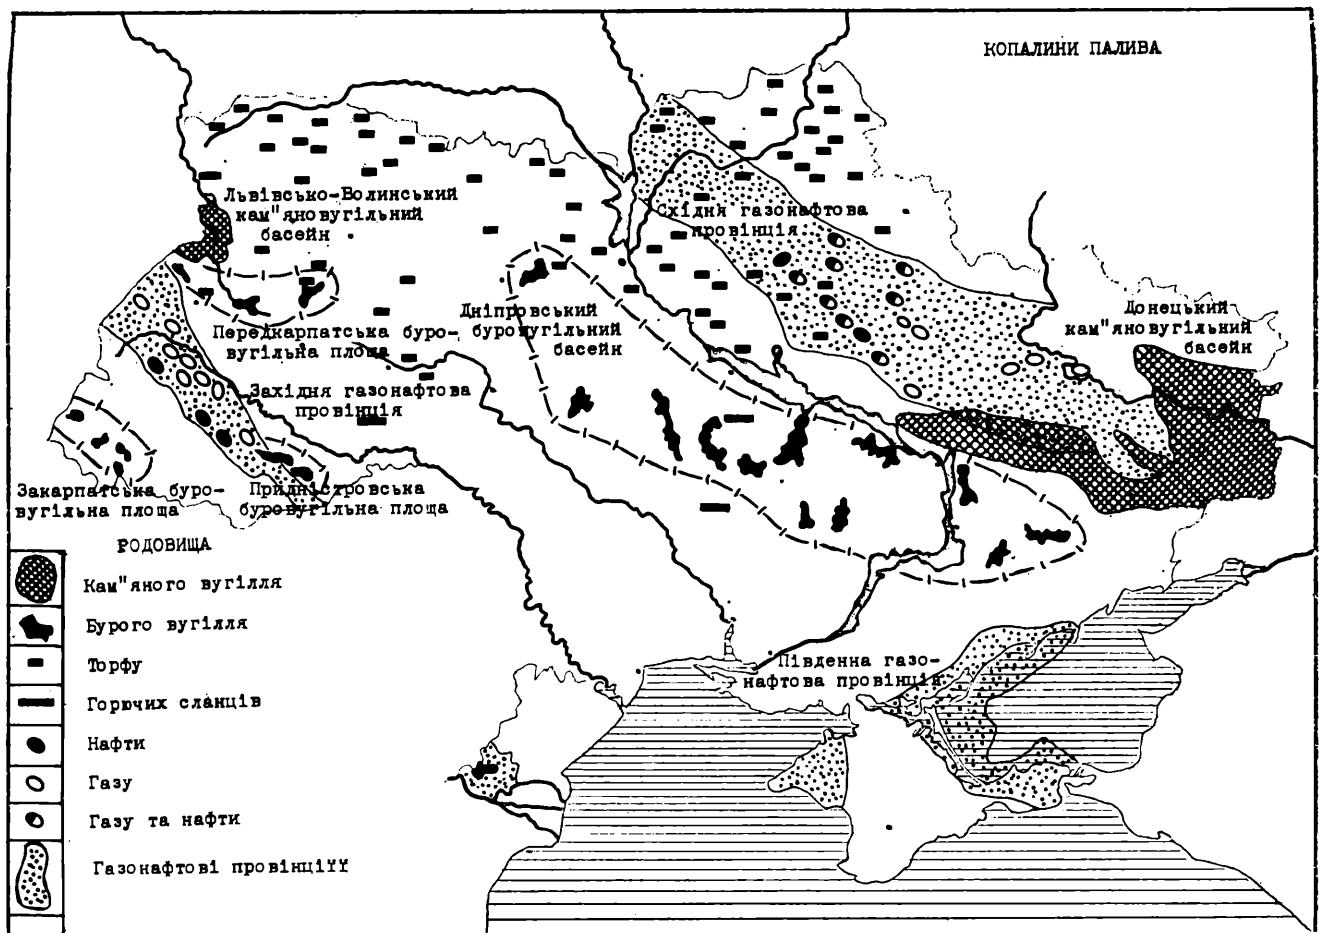 КОПАЛИНИ ПАЛИВА
Львівсько-Волинський
кам"яновугільний
басейн
Східня газонафтова
провінція
Дніпровський
буровугільний
басейн
Донецький
кам"яновугільний
басейн
Передкарпатська буро-
вугільна площа
Західня газонафтова
провінція
Закарпатська буро-
вугільна площа
Придністровська
буровугільна площа
Південна газо-
нафтова провінція
РОДОВИЩА
Кам"яного вугілля
Бурого вугілля
Торфу
Горючих сланців
Нафти
Газу
Газу та нафти
Газонафтові провінціїї